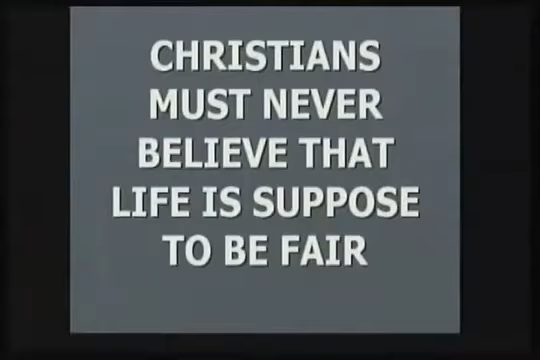 CHRISTIANS
MUST NEVER
BELIEVE THAT
LIFE IS SUPPOSE
TO BE FAIR